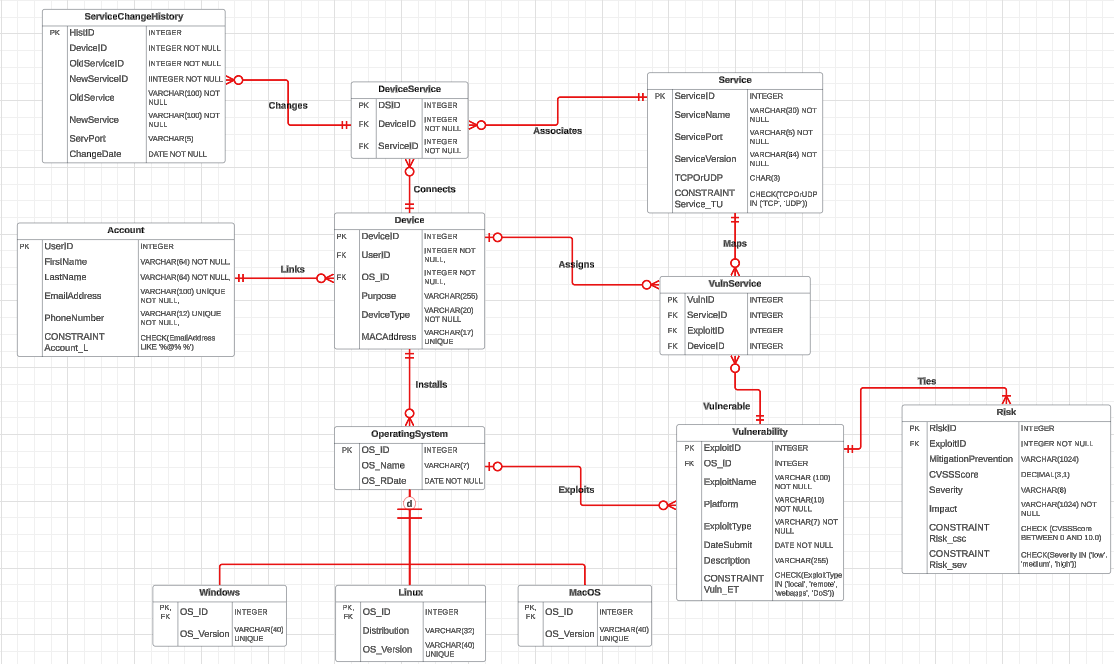 ServiceChangeHistory
PK HistID INTEGER
DeviceID INTEGER NOT NULL
OldServiceID INTEGER NOT NULL
NewServiceID IINTEGER NOT NULL
OldService VARCHAR(100) NOT
NULL
NewService VARCHAR(100) NOT
NULL
ServPort VARCHAR(5)
ChangeDate DATE NOT NULL
Changes
DeviceService
PK DSID INTEGER
FK DeviceID INTEGER
NOT NULL
FK ServiceID INTEGER
NOT NULL
Associates
Service
PK ServiceID INTEGER
ServiceName VARCHAR(30) NOT
NULL
ServicePort VARCHAR(5) NOT
NULL
ServiceVersion VARCHAR(64) NOT
NULL
TCPOrUDP CHAR(3)
CONSTRAINT CHECK(TCPOrUDP
Service_TU IN ('TCP', 'UDP'))
Connects
Maps
Account
PK UserID INTEGER
FirstName VARCHAR(64) NOT NULL,
LastName VARCHAR(64) NOT NULL,
EmailAddress VARCHAR(100) UNIQUE
NOT NULL,
PhoneNumber VARCHAR(12) UNIQUE
NOT NULL,
CONSTRAINT CHECK(EmailAddress
Account_L LIKE '%@% %')
Links
Device
PK DeviceID INTEGER
FK UserID INTEGER NOT
NULL,
FK OS_ID INTEGER NOT
NULL,
Purpose VARCHAR(255)
DeviceType VARCHAR(20)
NOT NULL
MACAddress VARCHAR(17)
UNIQUE
Assigns
VulnService
PK VulnID INTEGER
FK ServiceID INTEGER
FK ExploitID INTEGER
FK DeviceID INTEGER
Installs
Vulnerable
Ties
OperatingSystem
PK OS_ID INTEGER
OS_Name VARCHAR(7)
OS_RDate DATE NOT NULL
d
Exploits
Vulnerability
PK ExploitID INTEGER
FK OS_ID INTEGER
ExploitName VARCHAR (100)
NOT NULL
Platform VARCHAR(10)
NOT NULL
ExploitType VARCHAR(7) NOT
NULL
DateSubmit DATE NOT NULL
Description VARCHAR(255)
CONSTRAINT CHECK(ExploitType
Vuln_ET IN ('local', 'remote',
'webapps', 'DoS'))
Risk
PK RiskID INTEGER
FK ExploitID INTEGER NOT NULL
MitigationPrevention VARCHAR(1024)
CVSSScore DECIMAL(3,1)
Severity VARCHAR(6)
Impact VARCHAR(1024) NOT
NULL
CONSTRAINT CHECK (CVSSScore
Risk_csc BETWEEN 0 AND 10.0)
CONSTRAINT CHECK(Severity IN ('low',
Risk_sev 'medium', 'high'))
Windows
PK, FK OS_ID INTEGER
OS_Version VARCHAR(40)
UNIQUE
Linux
PK, FK OS_ID INTEGER
Distribution VARCHAR(32)
OS_Version VARCHAR(40)
UNIQUE
MacOS
PK, FK OS_ID INTEGER
OS_Version VARCHAR(40)
UNIQUE